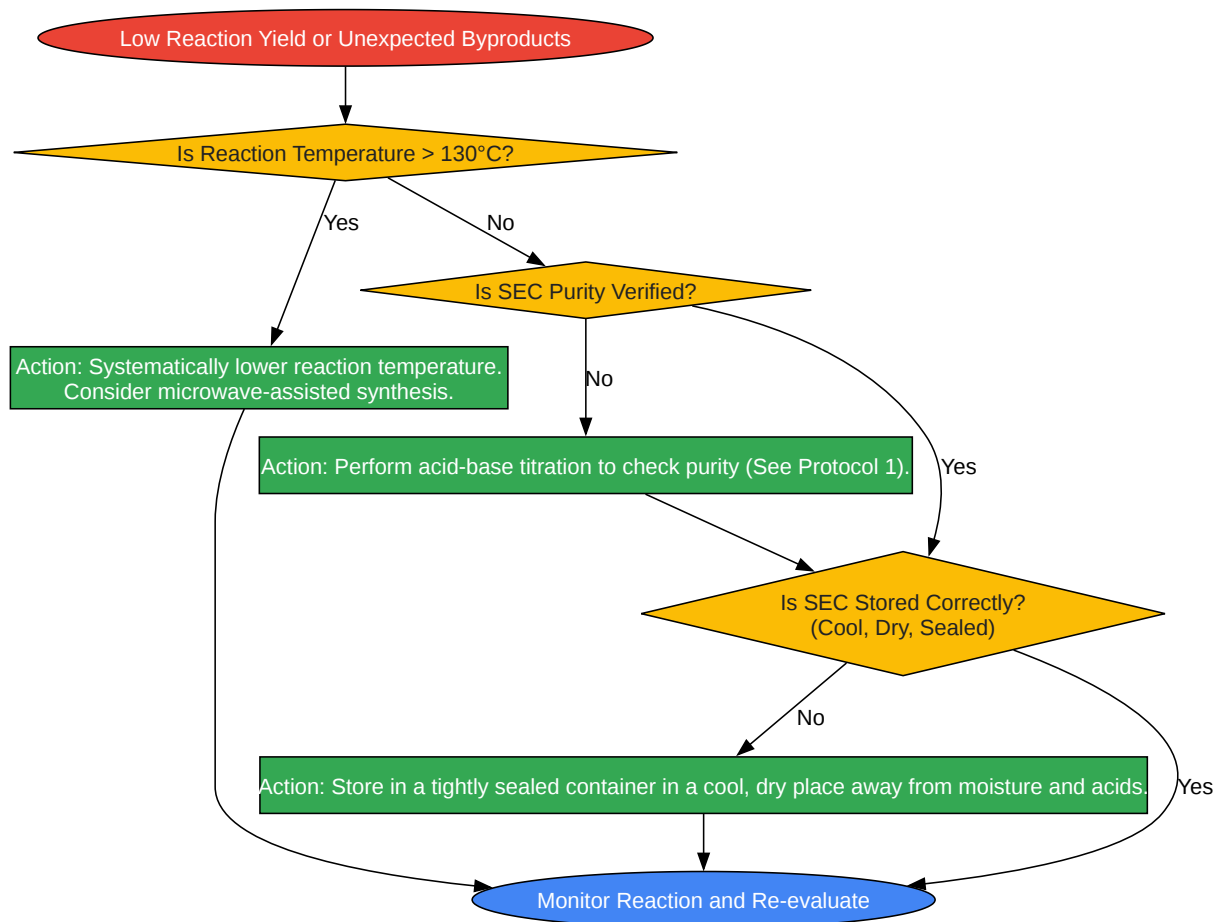 Low Reaction Yield or Unexpected Byproducts
Is Reaction Temperature > 130°C?
Yes
No
Is SEC Purity Verified?
Action: Systematically lower reaction temperature.
Consider microwave-assisted synthesis.
No
Action: Perform acid-base titration to check purity (See Protocol 1).
Yes
Is SEC Stored Correctly?
(Cool, Dry, Sealed)
No
Action: Store in a tightly sealed container in a cool, dry place away from moisture and acids.
Yes
Monitor Reaction and Re-evaluate